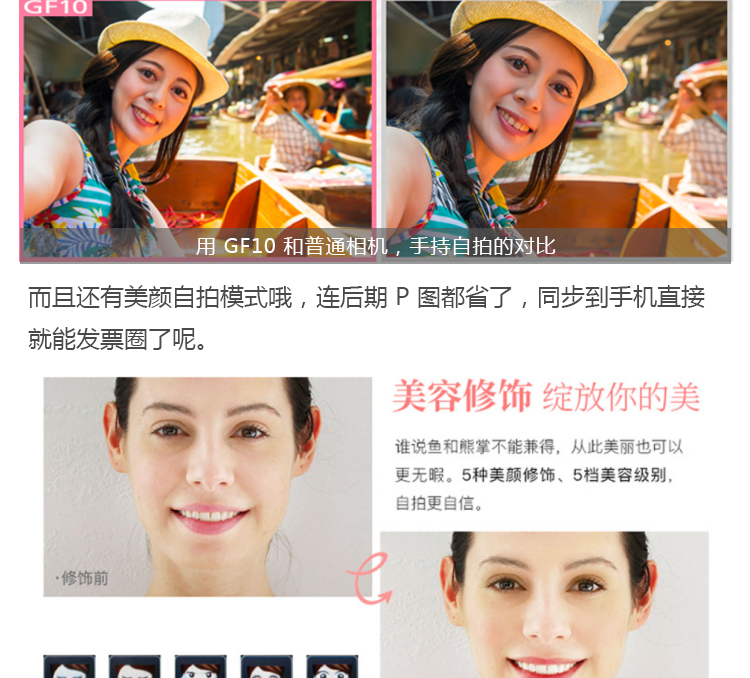 GF10
用 GF10 和普通相机，手持自拍的对比
而且还有美颜自拍模式哦，连后期 P 图都省了，同步到手机直接
就能发票圈了呢。
美容修饰 绽放你的美
谁说鱼和熊掌不能兼得，从此美丽也可以
更无暇。5种美颜修饰、5档美容级别，
自拍更自信。
·修饰前